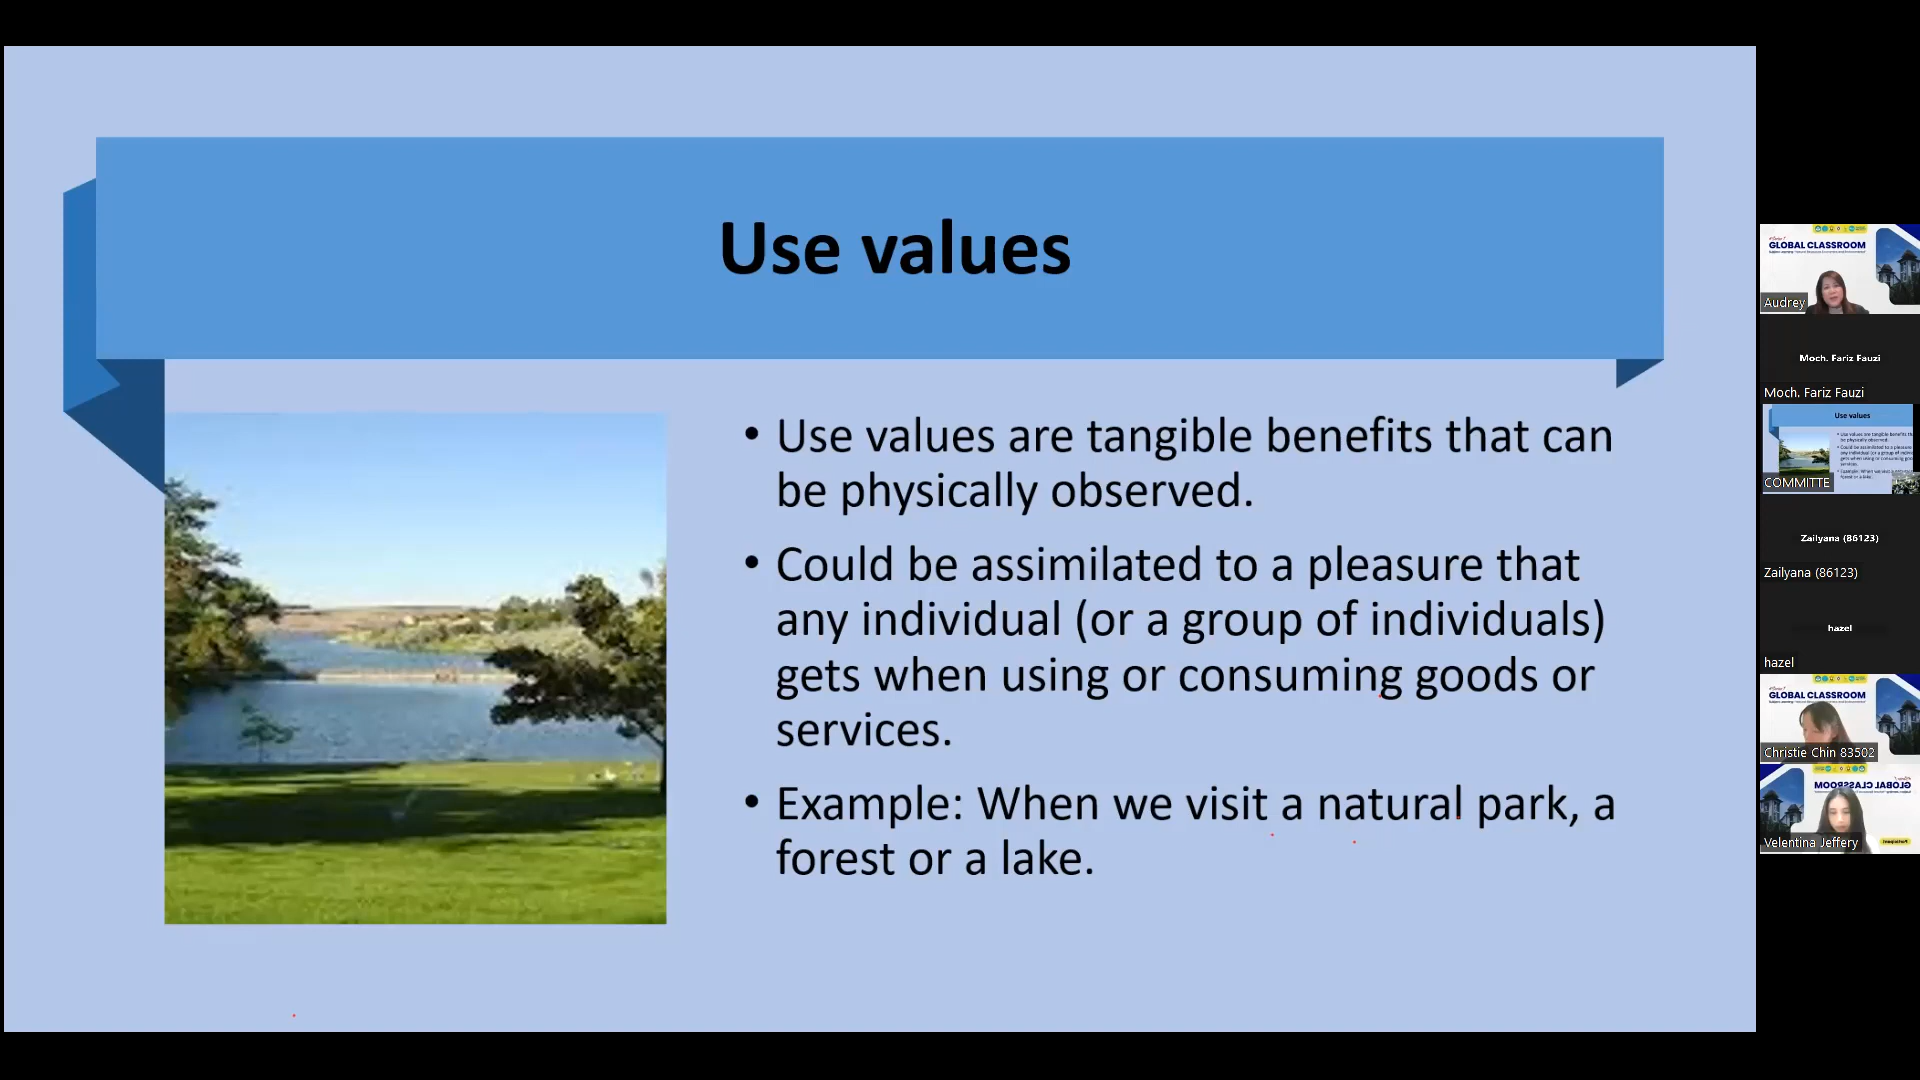 Use values
• Use values are tangible benefits that can
be physically observed.
• Could be assimilated to a pleasure that
any individual (or a group of individuals)
gets when using or consuming goods or
services.
• Example: When we visit a natural park, a
forest or a lake.
GLOBAL CLASSROOM
Audrey
Moch. Fariz Fauzi
Moch. Fariz Fauzi
Use values
COMMITTE
Zailyana (86123)
Zailyana (86123)
hazel
hazel
GLOBAL CLASSROOM
Christie Chin 83502
GLOBAL CLASSROOM
Velentina Jeffery